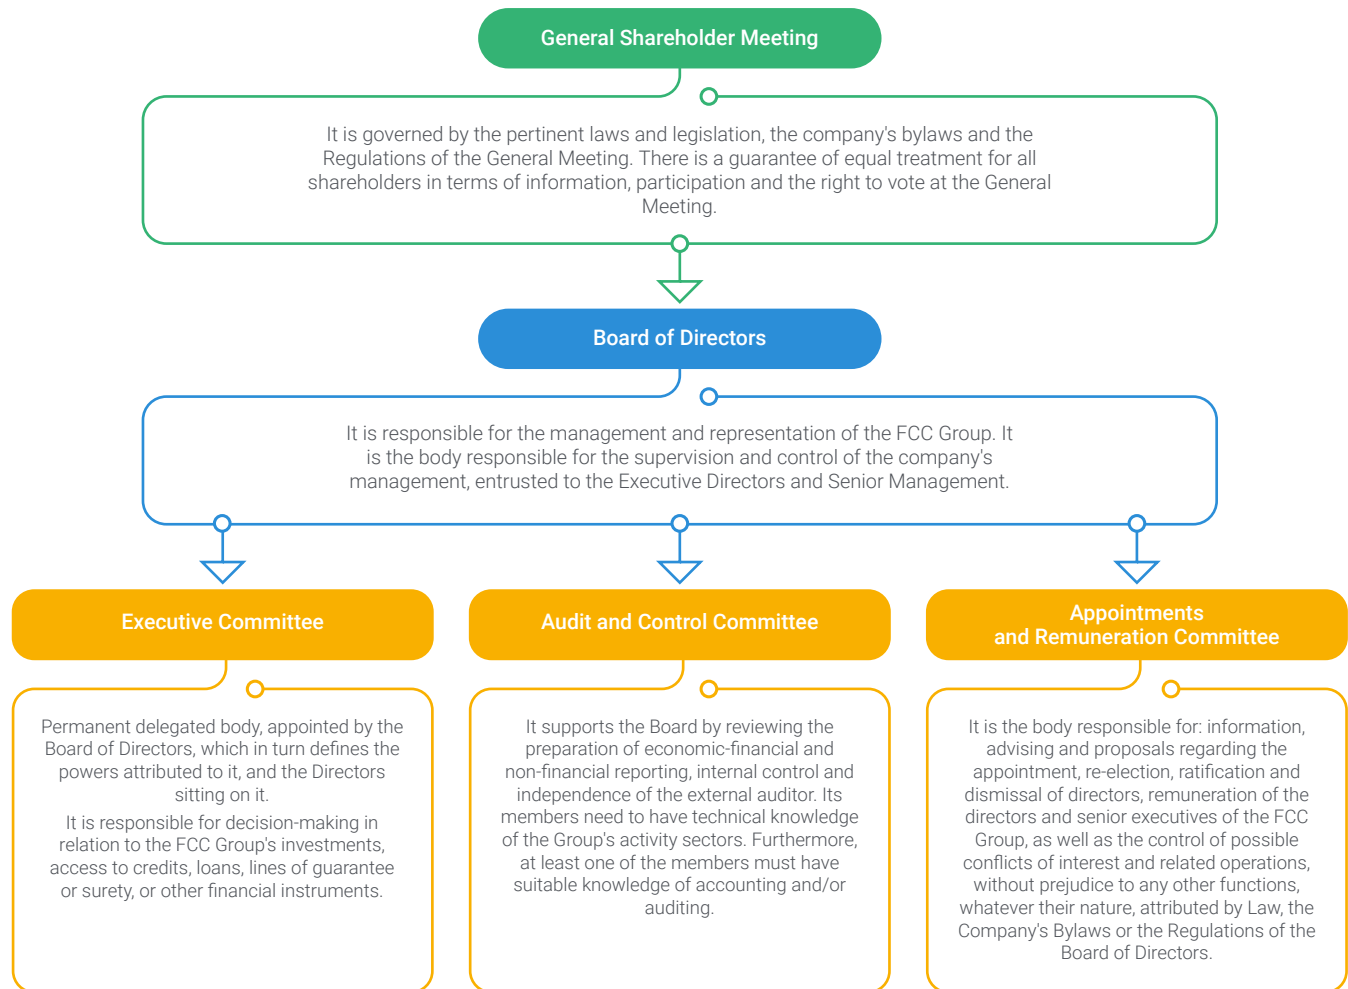 General Shareholder Meeting
It is governed by the pertinent laws and legislation, the company's bylaws and the
Regulations of the General Meeting. There is a guarantee of equal treatment for all
shareholders in terms of information, participation and the right to vote at the General
Meeting.
Board of Directors
It is responsible for the management and representation of the FCC Group. It
is the body responsible for the supervision and control of the company's
management, entrusted to the Executive Directors and Senior Management.
Executive Committee
Permanent delegated body, appointed by the
Board of Directors, which in turn defines the
powers attributed to it, and the Directors
sitting on it.
It is responsible for decision-making in
relation to the FCC Group's investments,
access to credits, loans, lines of guarantee
or surety, or other financial instruments.
Audit and Control Committee
It supports the Board by reviewing the
preparation of economic-financial and
non-financial reporting, internal control and
independence of the external auditor. Its
members need to have technical knowledge
of the Group's activity sectors. Furthermore,
at least one of the members must have
suitable knowledge of accounting and/or
auditing.
Appointments
and Remuneration Committee
It is the body responsible for: information,
advising and proposals regarding the
appointment, re-election, ratification and
dismissal of directors, remuneration of the
directors and senior executives of the FCC
Group, as well as the control of possible
conflicts of interest and related operations,
without prejudice to any other functions,
whatever their nature, attributed by Law, the
Company's Bylaws or the Regulations of the
Board of Directors.